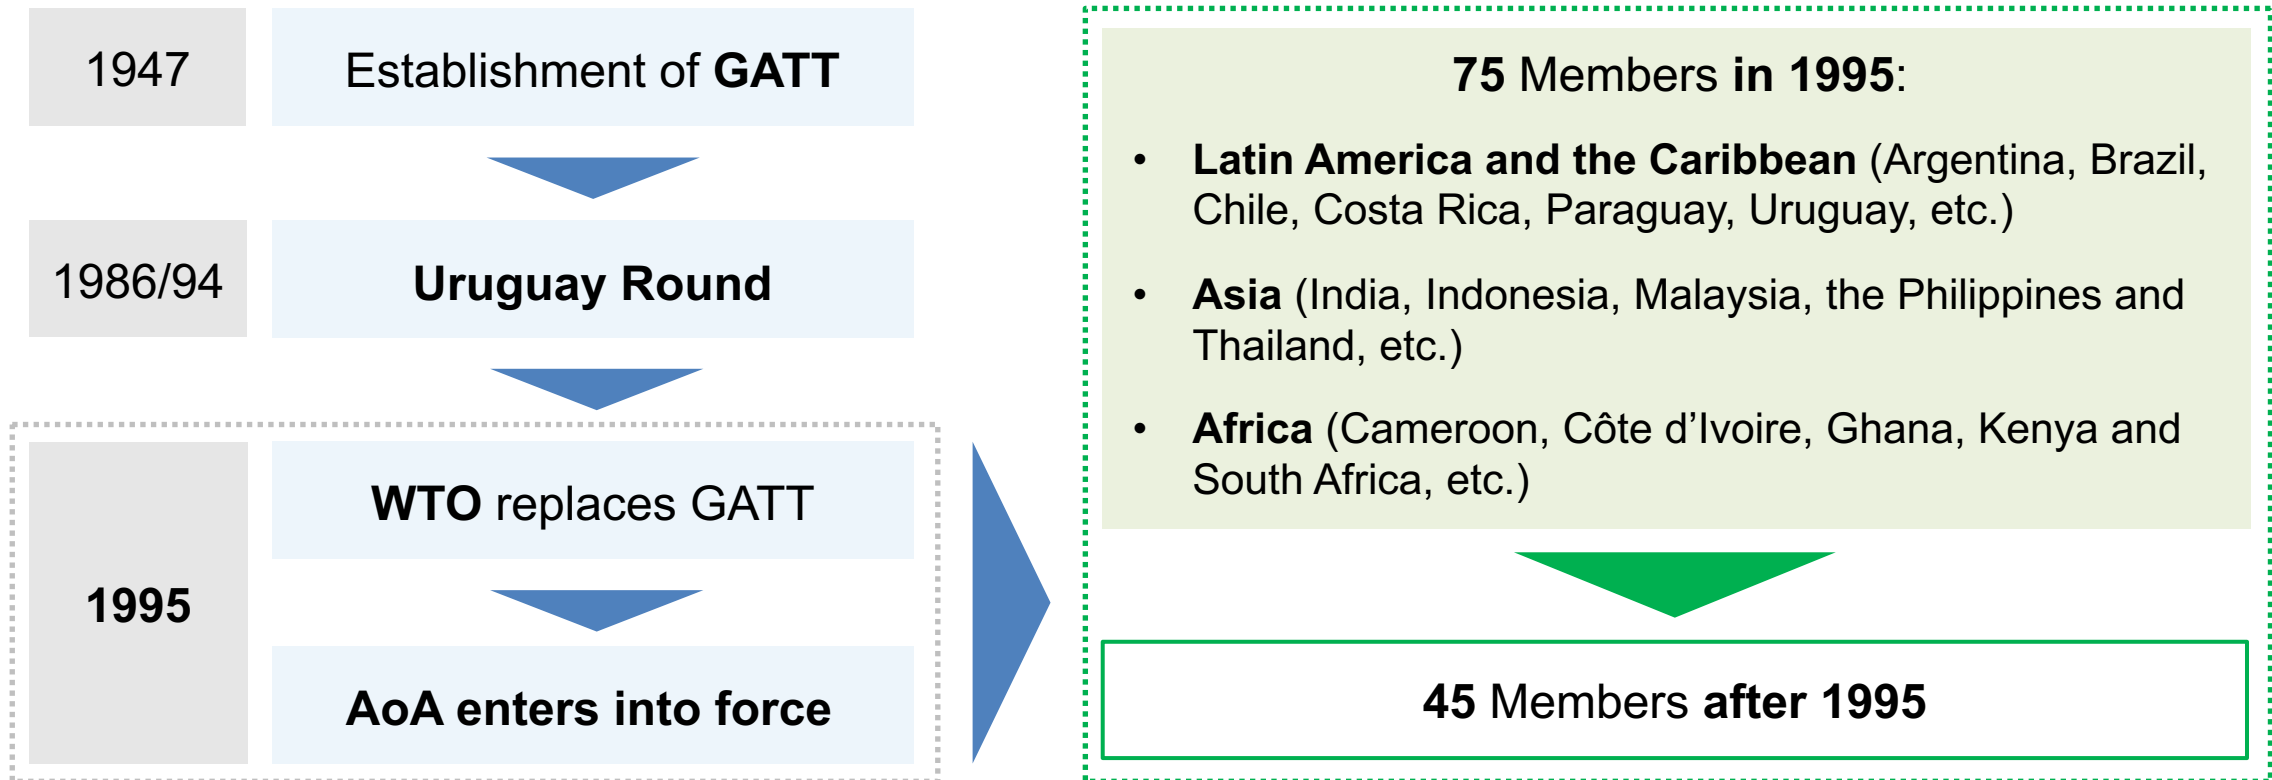 1947
Establishment of GATT
1986/94
Uruguay Round
1995
WTO replaces GATT
AoA enters into force
75 Members in 1995:
• Latin America and the Caribbean (Argentina, Brazil,
Chile, Costa Rica, Paraguay, Uruguay, etc.)
• Asia (India, Indonesia, Malaysia, the Philippines and
Thailand, etc.)
• Africa (Cameroon, Côte d’Ivoire, Ghana, Kenya and
South Africa, etc.)
45 Members after 1995